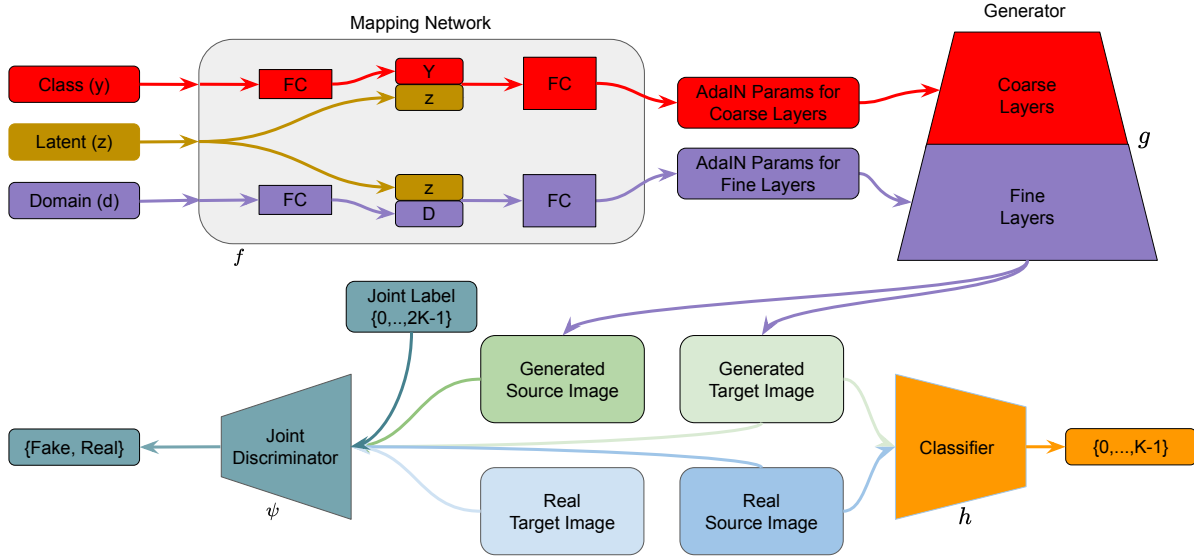 Mapping Network
Generator
Class (y)
FC
Y
z
FC
AdaIN Params for
Coarse Layers
Coarse
Layers
g
Latent (z)
Domain (d)
FC
z
D
FC
AdaIN Params for
Fine Layers
Fine
Layers
f
Joint Label
{0,..,2K-1}
Generated
Source Image
Generated
Target Image
{Fake, Real}
Joint
Discriminator
ψ
Classifier
h
{0,...,K-1}
Real
Target Image
Real
Source Image